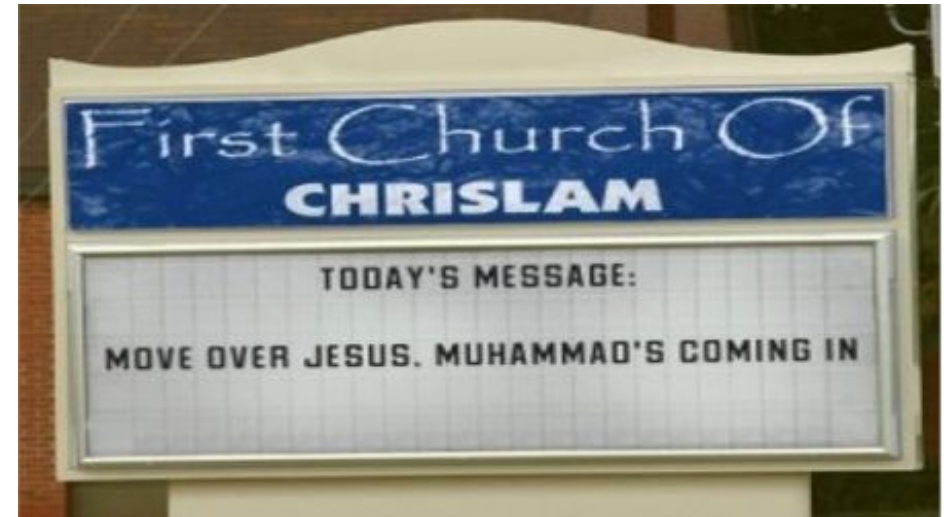 First Church Of
CHRISLAM
TODAY'S MESSAGE:
MOVE OVER JESUS. MUHAMMAD'S COMING IN